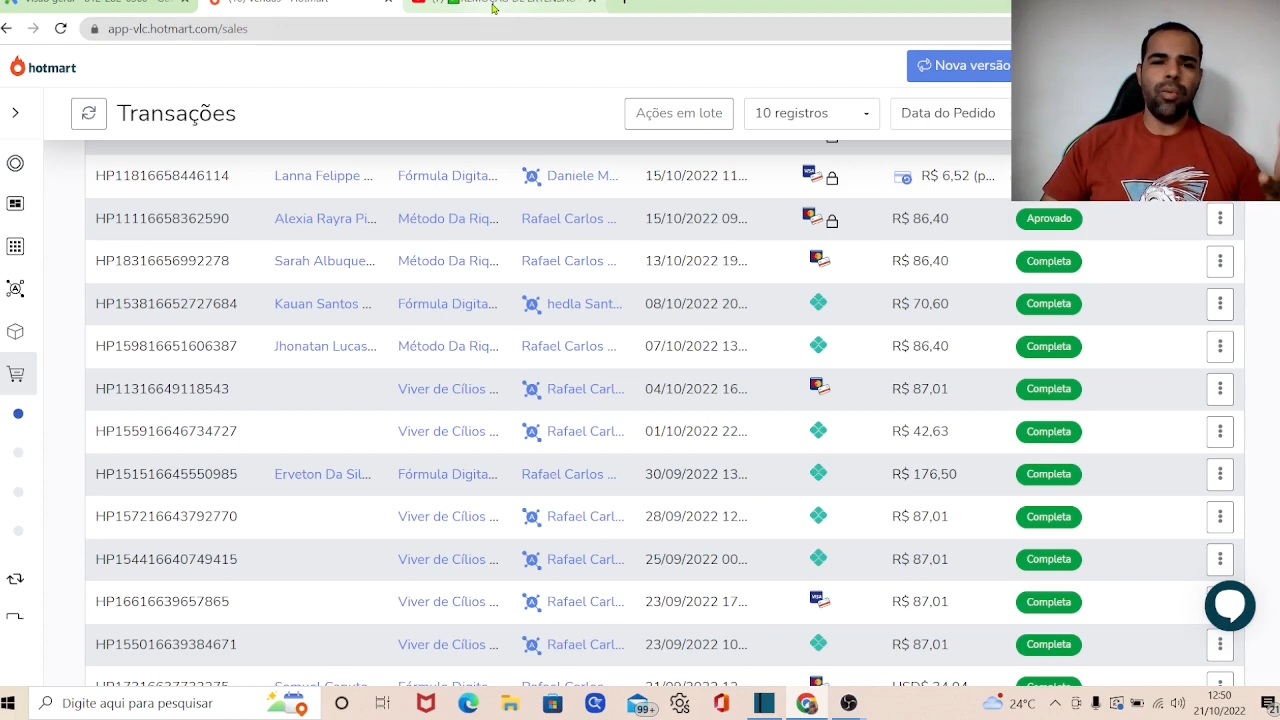 Vendas - Hotmart
app-vlc.hotmart.com/sales
hotmart
Nova versão
Transações
Ações em lote
10 registros
Data do Pedido
HP11816658446114 Lanna Felippe ... Fórmula Digita... Daniele M... 15/10/2022 11... R$ 6,52 (p...
HP11116658362590 Alexia Rayra Pi... Método Da Riq... Rafael Carlos ... 15/10/2022 09... R$ 86,40 Aprovado
HP18316656992278 Sarah Albuque... Método Da Riq... Rafael Carlos ... 13/10/2022 19... R$ 86,40 Completa
HP153816652727684 Kauan Santos ... Fórmula Digita... hedla Sant... 08/10/2022 20... R$ 70,60 Completa
HP159816651606387 Jhonatan Lucas... Método Da Riq... Rafael Carlos ... 07/10/2022 13... R$ 86,40 Completa
HP11316649118543 Viver de Cílios ... Rafael Carl... 04/10/2022 16... R$ 87,01 Completa
HP155916646734727 Viver de Cílios ... Rafael Carl... 01/10/2022 22... R$ 42,63 Completa
HP151516645550985 Erveton Da Sil... Fórmula Digita... Rafael Carlos ... 30/09/2022 23... R$ 176,50 Completa
HP157216643792770 Viver de Cílios ... Rafael Carl... 28/09/2022 12... R$ 87,01 Completa
HP154416640749415 Viver de Cílios ... Rafael Carl... 25/09/2022 00... R$ 87,01 Completa
HP16616639657865 Viver de Cílios ... Rafael Carl... 23/09/2022 17... R$ 87,01 Completa
HP155016639384671 Viver de Cílios ... Rafael Carl... 23/09/2022 10... R$ 87,01 Completa
Digite aqui para pesquisar
99+
24°C
12:50
21/10/2022